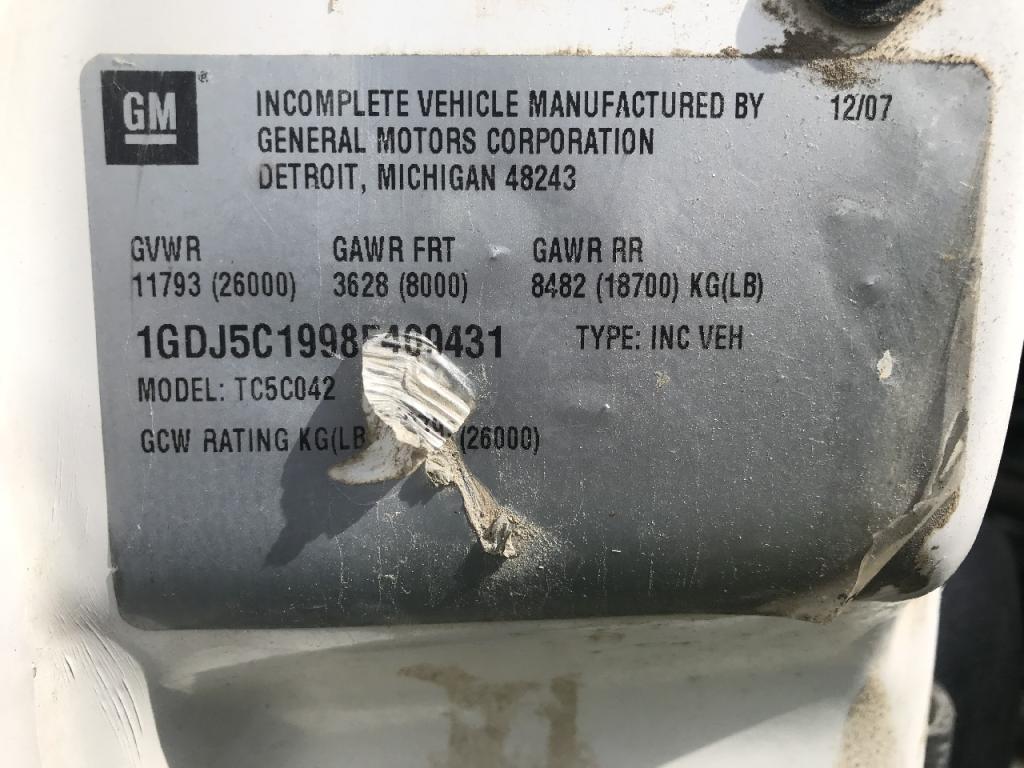 GM ®
INCOMPLETE VEHICLE MANUFACTURED BY 12/07
GENERAL MOTORS CORPORATION
DETROIT, MICHIGAN 48243
GVWR GAWR FRT GAWR RR
11793 (26000) 3628 (8000) 8482 (18700) KG(LB)
1GDJ5C1998F409431 TYPE: INC VEH
MODEL: TC5C042
GCW RATING KG(LB (26000)